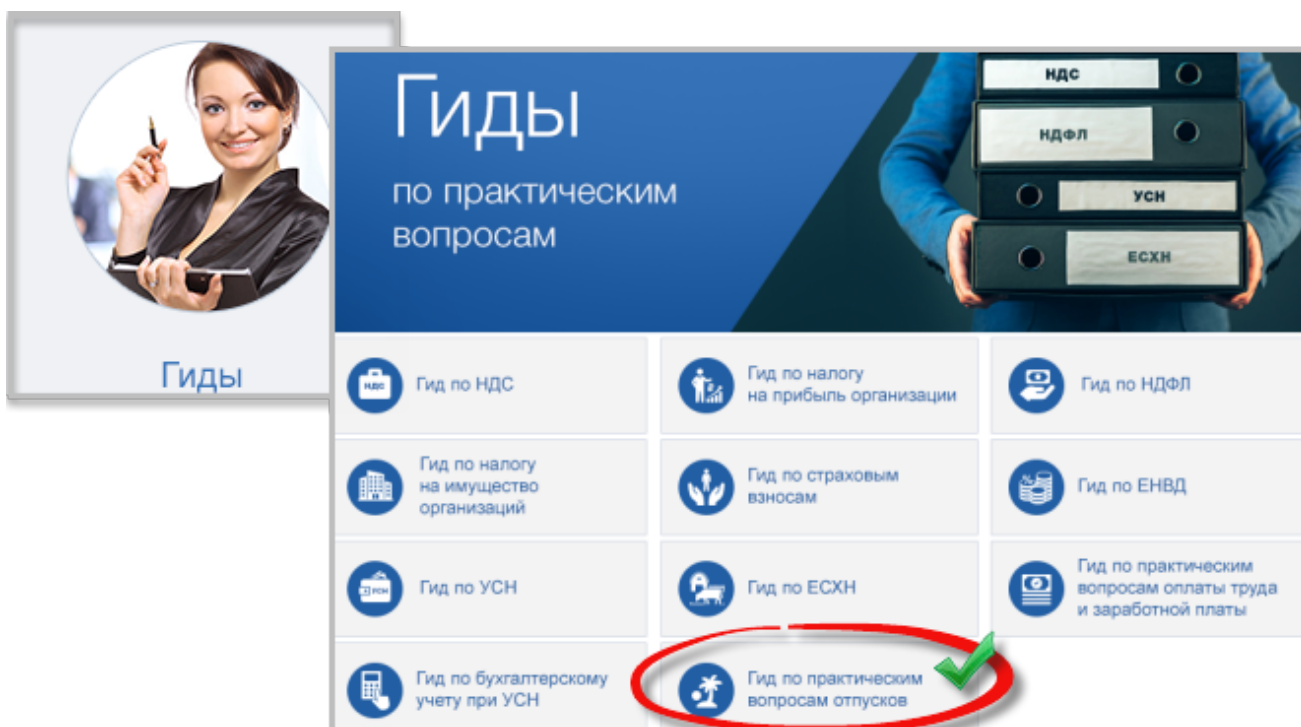 Гиды
Гиды
по практическим
вопросам
НДС
НДФЛ
УСН
ЕСХН
НДС
Гид по НДС
Гид по налогу
на прибыль организации
Гид по НДФЛ
Гид по налогу
на имущество
организаций
Гид по страховым
взносам
%
Гид по ЕНВД
УСН
Гид по УСН
Гид по ЕСХН
Гид по практическим
вопросам оплаты труда
и заработной платы
Гид по бухгалтерскому
учету при УСН
Гид по практическим
вопросам отпусков